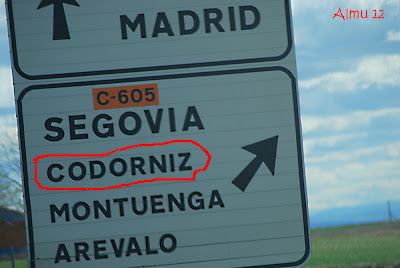 Almu 12
MADRID
C-605
SEGOVIA
CODORNIZ
MONTUENGA
AREVALO